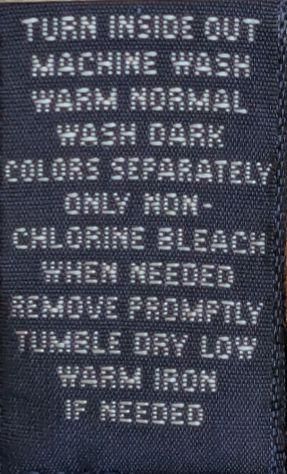 TURN INSIDE OUT
MACHINE WASH
WARM NORMAL
WASH DARK
COLORS SEPARATELY
ONLY NON-
CHLORINE BLEACH
WHEN NEEDED
REMOVE PROMPTLY
TUMBLE DRY LOW
WARM IRON
IF NEEDED